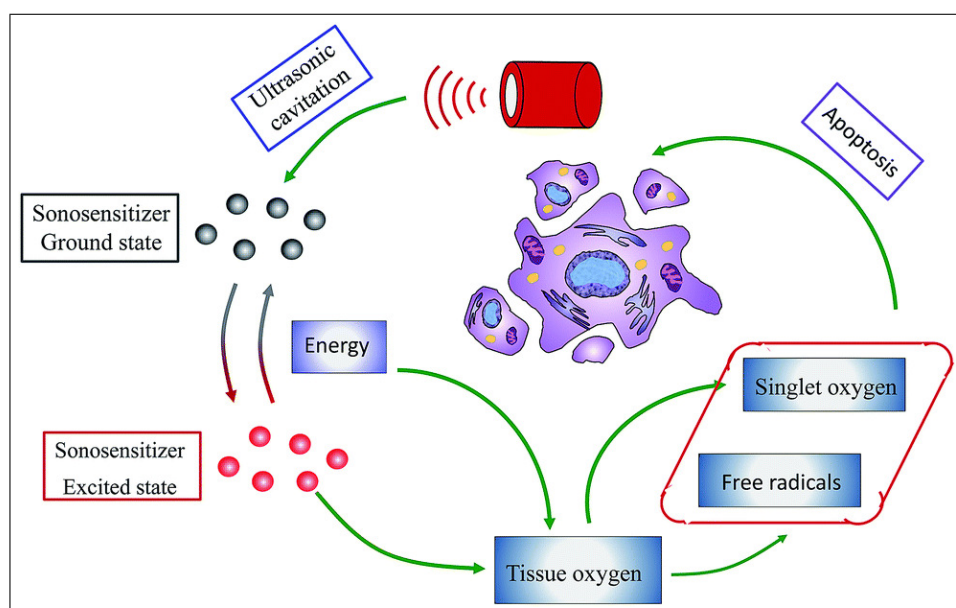 Ultrasonic
cavitation
Apoptosis
Sonosensitizer
Ground state
Energy
Singlet oxygen
Sonosensitizer
Excited state
Free radicals
Tissue oxygen